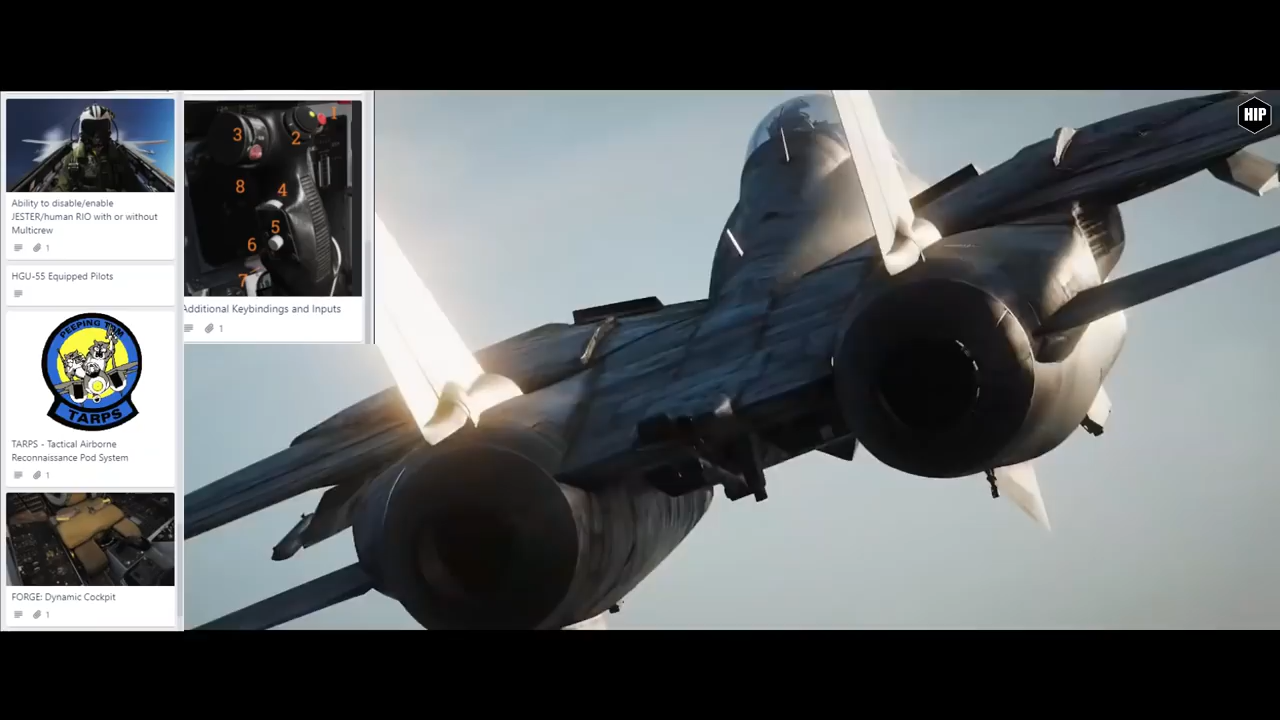 Ability to disable/enable
JESTER/human RIO with or without
Multicrew
1
HGU-55 Equipped Pilots
PEEPING TOM
TARPS
TARPS - Tactical Airborne
Reconnaissance Pod System
1
FORGE: Dynamic Cockpit
1
1
2
3
8
4
5
6
7
Additional Keybindings and Inputs
1
HIP